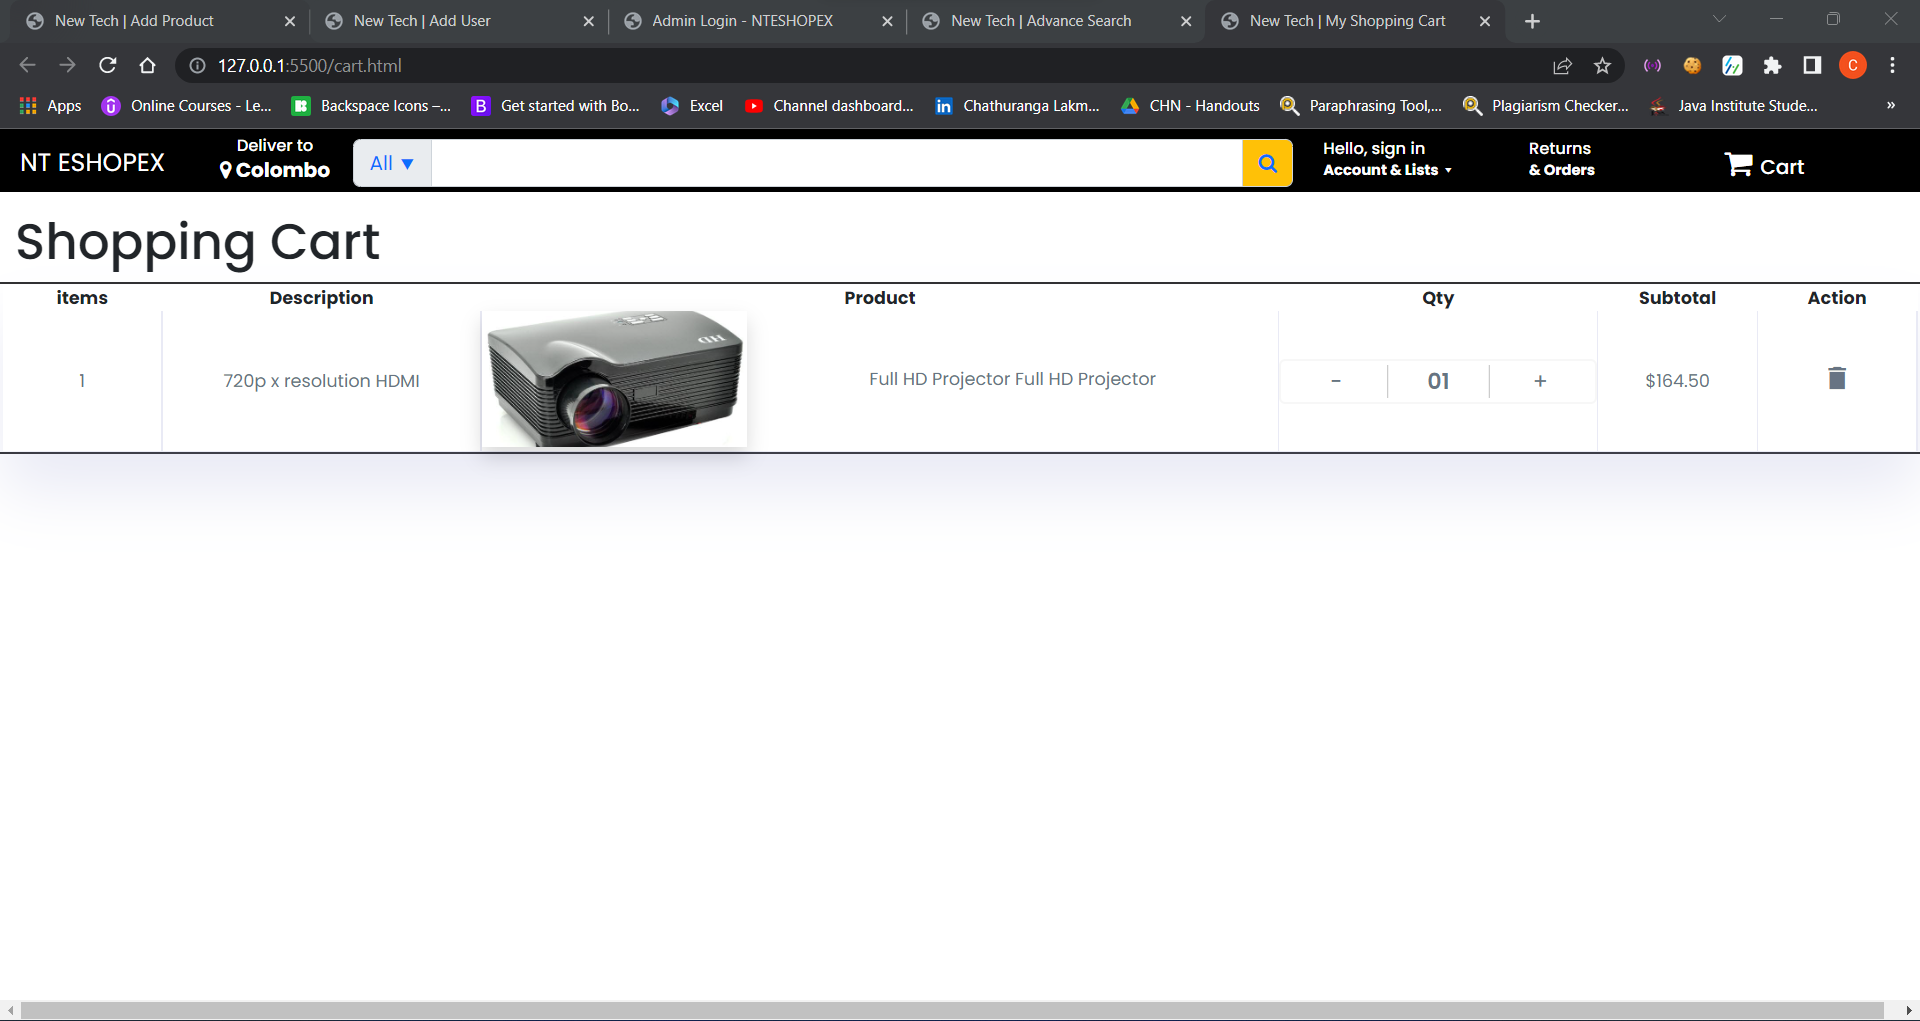 New Tech | Add Product
New Tech | Add User
Admin Login - NTESHOPEX
New Tech | Advance Search
New Tech | My Shopping Cart
127.0.0.1:5500/cart.html
C
Apps
Online Courses - Le...
Backspace Icons –...
B
Get started with Bo...
Excel
Channel dashboard...
in
Chathuranga Lakm...
CHN - Handouts
Paraphrasing Tool,...
Plagiarism Checker...
Java Institute Stude...
»
NT ESHOPEX
Deliver to
Colombo
All ▼
Hello, sign in
Account & Lists
Returns
& Orders
Cart
Shopping Cart
items Description Product Qty Subtotal Action
1 720p x resolution HDMI Full HD Projector Full HD Projector - 01 + $164.50
HD